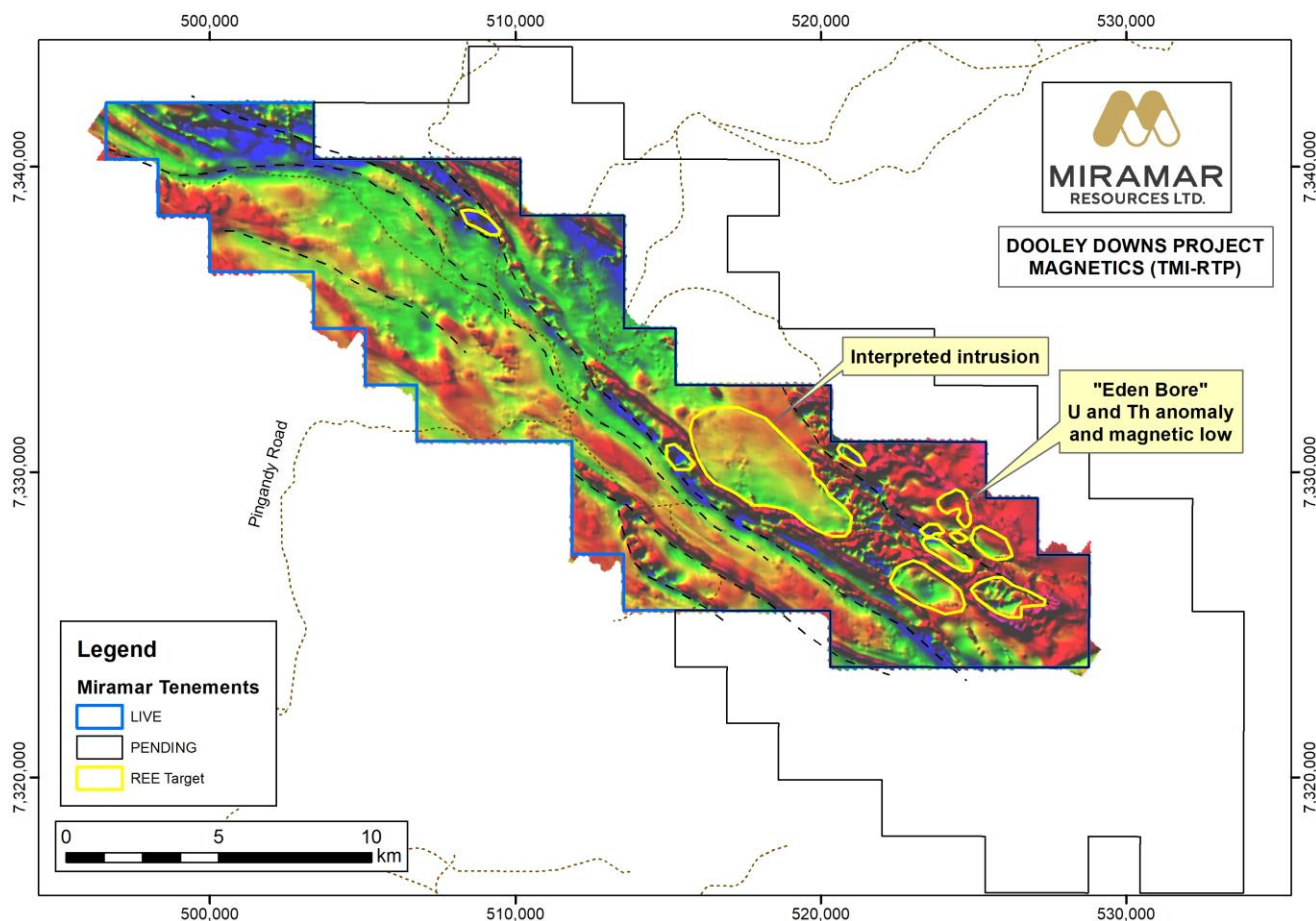 500,000
510,000
520,000
530,000
7,340,000
7,340,000
MIRAMAR
RESOURCES LTD.
DOOLEY DOWNS PROJECT
MAGNETICS (TMI-RTP)
Interpreted intrusion
"Eden Bore"
U and Th anomaly
and magnetic low
7,330,000
7,330,000
Pingandy Road
Legend
Miramar Tenements
LIVE
PENDING
REE Target
7,320,000
7,320,000
0
5
10
km
500,000
510,000
520,000
530,000